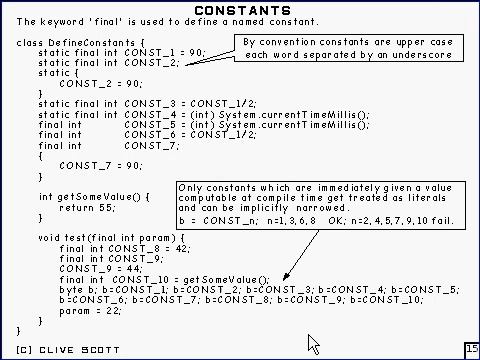 CONSTANTS
The keyword 'final' is used to define a named constant.
class DefineConstants {
static final int CONST_1 = 90;
static final int CONST_2;
static {
CONST_2 = 90;
}
static final int CONST_3 = CONST_1/2;
static final int CONST_4 = (int) System.currentTimeMillis();
final int CONST_5 = (int) System.currentTimeMillis();
final int CONST_6 = CONST_1/2;
final int CONST_7;
{
CONST_7 = 90;
}
int getSomeValue() {
return 55;
}
void test(final int param) {
final int CONST_8 = 42;
final int CONST_9;
CONST_9 = 44;
final int CONST_10 = getSomeValue();
byte b; b=CONST_1; b=CONST_2; b=CONST_3; b=CONST_4; b=CONST_5;
b=CONST_6; b=CONST_7; b=CONST_8; b=CONST_9; b=CONST_10;
param = 22;
}
}
By convention constants are upper case
each word separated by an underscore
Only constants which are immediately given a value
computable at compile time get treated as literals
and can be implicitly narrowed.
b = CONST_n; n=1,3,6,8 OK; n=2,4,5,7,9,10 fail.
(C) CLIVE SCOTT
15